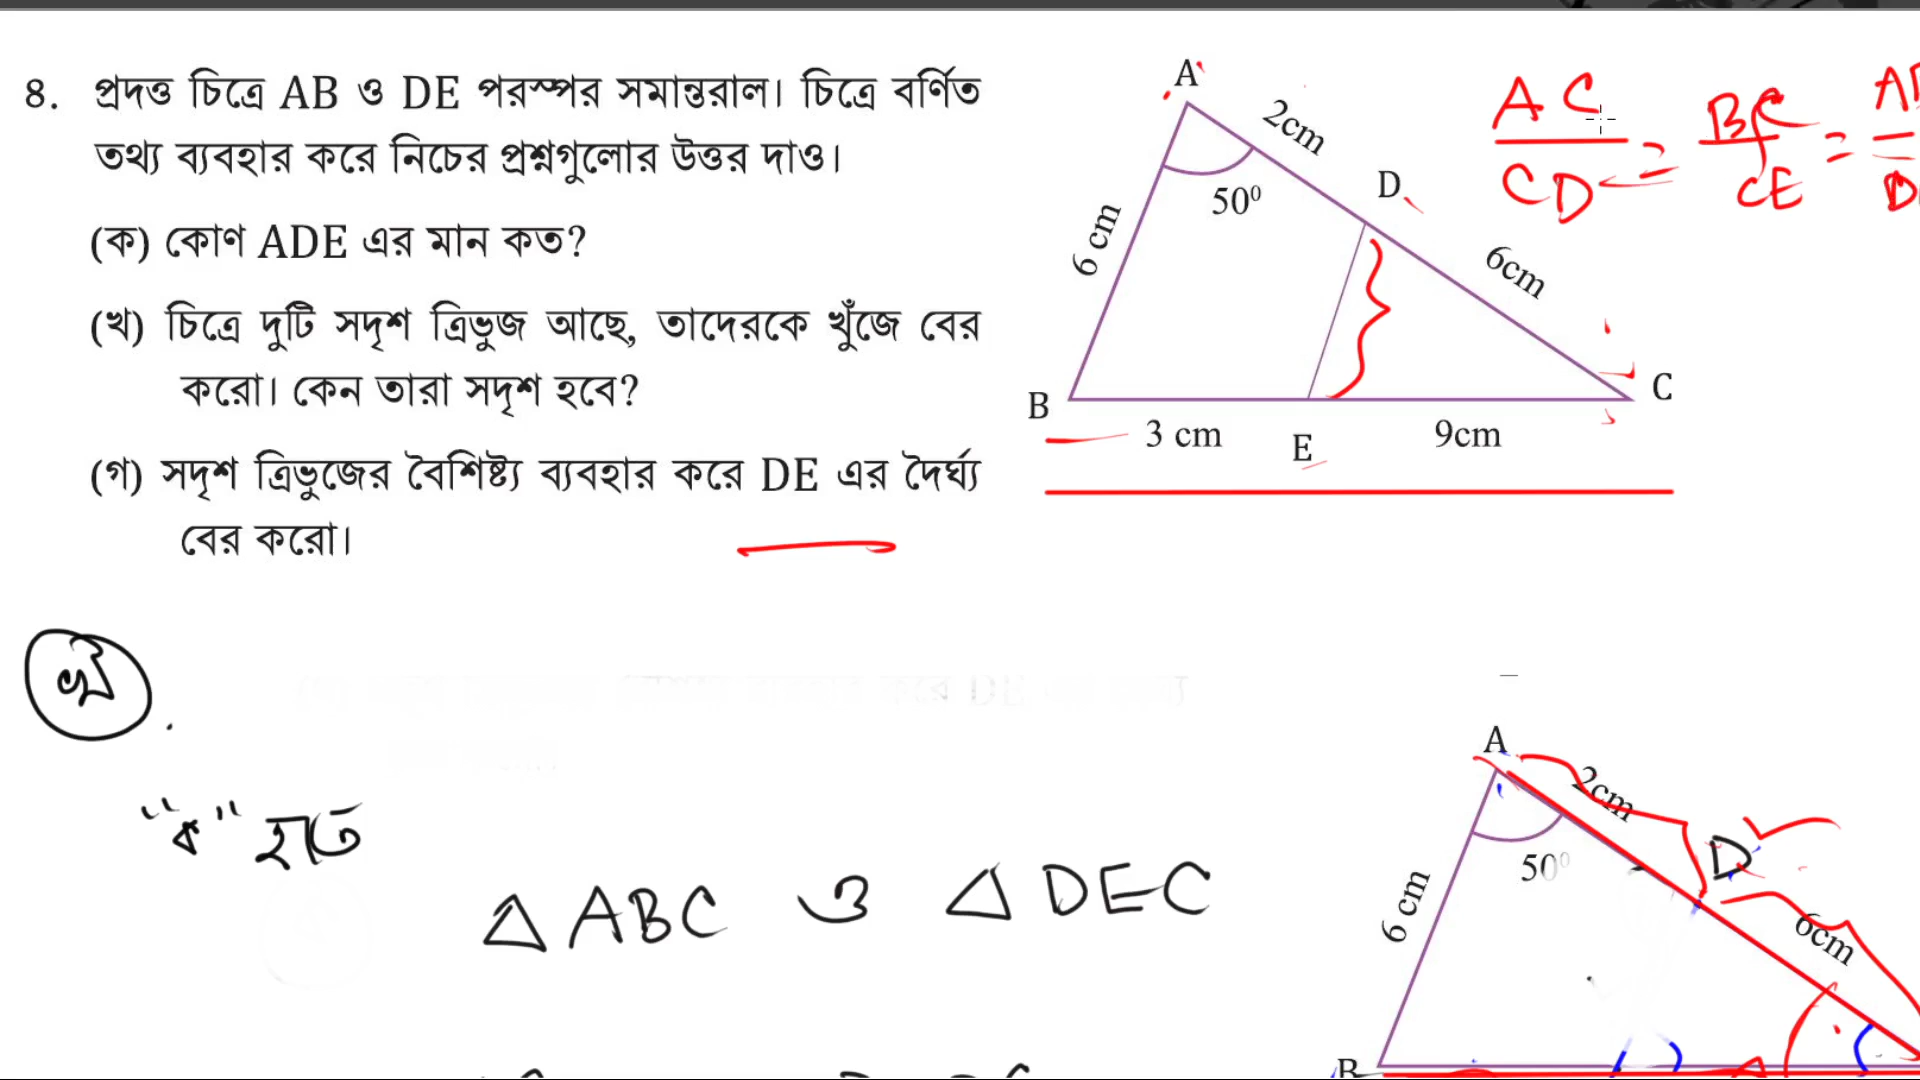 8. প্রদত্ত চিত্রে AB ও DE পরস্পর সমান্তরাল। চিত্রে বর্ণিত
তথ্য ব্যবহার করে নিচের প্রশ্নগুলোর উত্তর দাও।
(ক) কোণ ADE এর মান কত?
(খ) চিত্রে দুটি সদৃশ ত্রিভুজ আছে, তাদেরকে খুঁজে বের
করো। কেন তারা সদৃশ হবে?
(গ) সদৃশ ত্রিভুজের বৈশিষ্ট্য ব্যবহার করে DE এর দৈর্ঘ্য
বের করো।
A
2cm
50⁰
D
6 cm
6cm
B
C
3 cm
E
9cm
AC/CD = BC/CE =
খ
"ক" হতে
△ ABC ও △ DEC
A
2cm
50⁰
D
6 cm
6cm
B